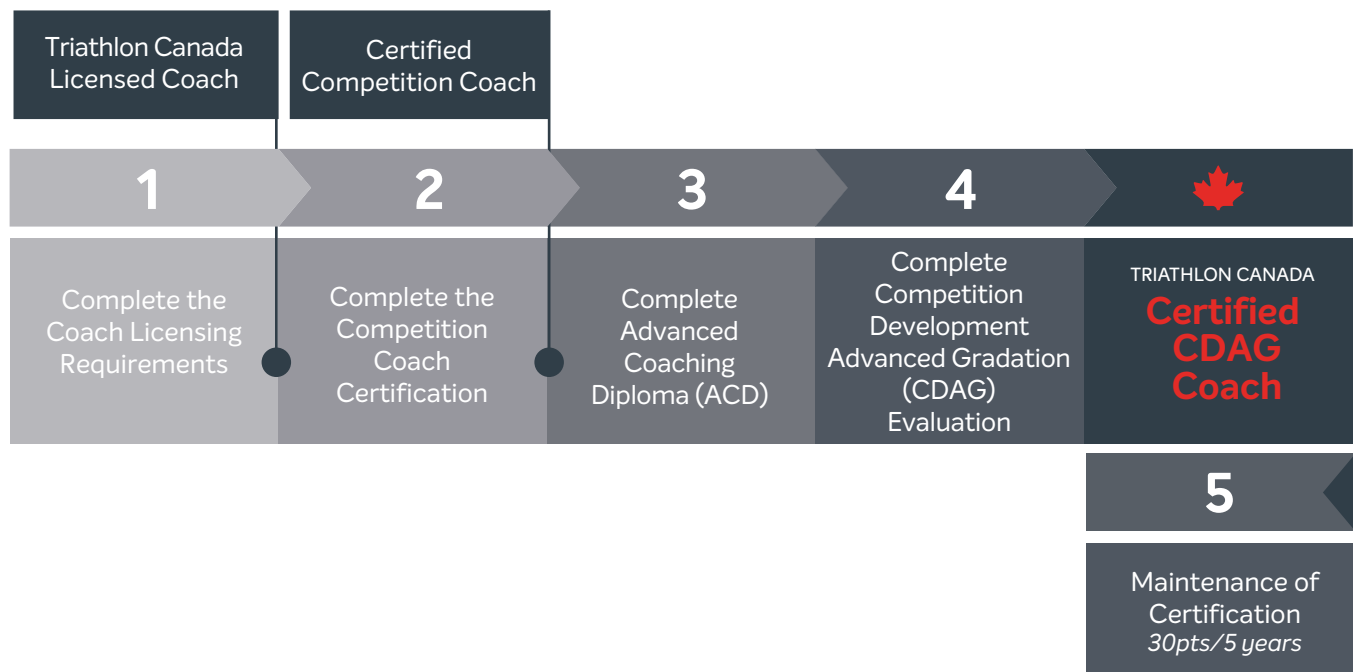 Triathlon Canada
Licensed Coach
Certified
Competition Coach
1
2
3
4
Complete the
Coach Licensing
Requirements
Complete the
Competition
Coach
Certification
Complete
Advanced
Coaching
Diploma (ACD)
Complete
Competition
Development
Advanced Gradation
(CDAG)
Evaluation
TRIATHLON CANADA
Certified
CDAG
Coach
5
Maintenance of
Certification
30pts/5 years